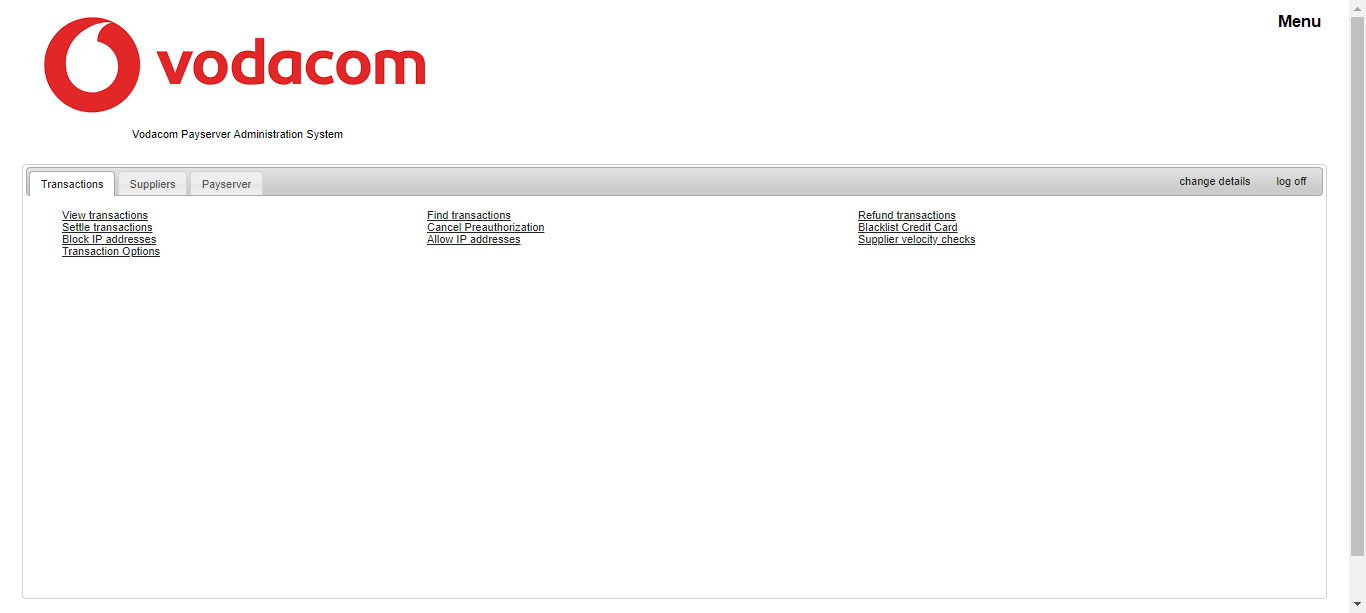 Menu
vodacom
Vodacom Payserver Administration System
Transactions Suppliers Payserver change details log off
View transactions Find transactions Refund transactions
Settle transactions Cancel Preauthorization Blacklist Credit Card
Block IP addresses Allow IP addresses Supplier velocity checks
Transaction Options